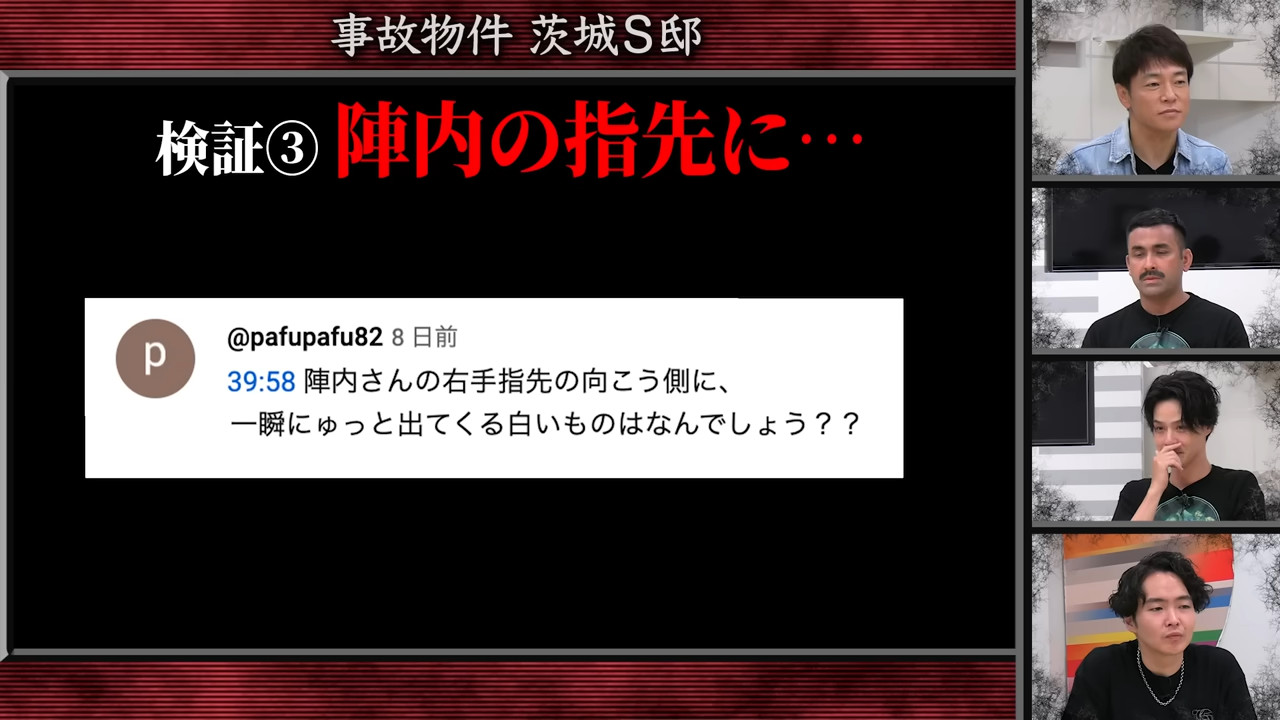 事故物件 茨城S邸
検証③ 陣内の指先に…
p
@pafupafu82 8 日前
39:58 陣内さんの右手指先の向こう側に、
一瞬にゅっと出てくる白いものはなんでしょう？？